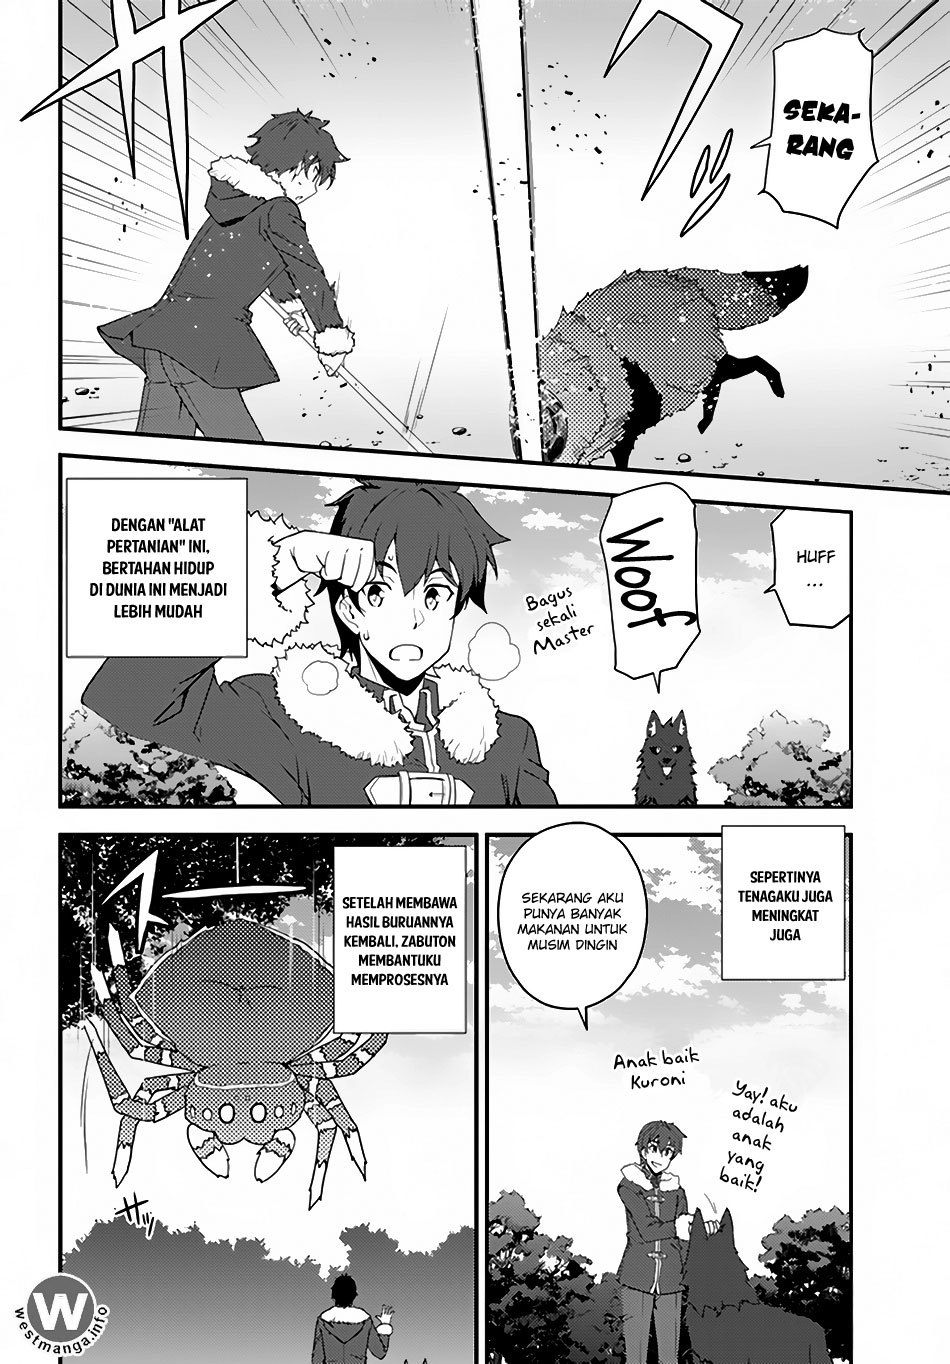 SEKA-
RANG
HUFF
...
Woof
Bagus
sekali
Master
DENGAN "ALAT
PERTANIAN" INI,
BERTAHAN HIDUP
DI DUNIA INI MENJADI
LEBIH MUDAH
SEPERTINYA
TENAGAKU JUGA
MENINGKAT
JUGA
SEKARANG AKU
PUNYA BANYAK
MAKANAN UNTUK
MUSIM DINGIN
Anak baik
Kuroni
Yay! aku
adalah
anak
yang
baik!
SETELAH MEMBAWA
HASIL BURUANNYA
KEMBALI, ZABUTON
MEMBANTUKU
MEMPROSESNYA
W
westmanga.info